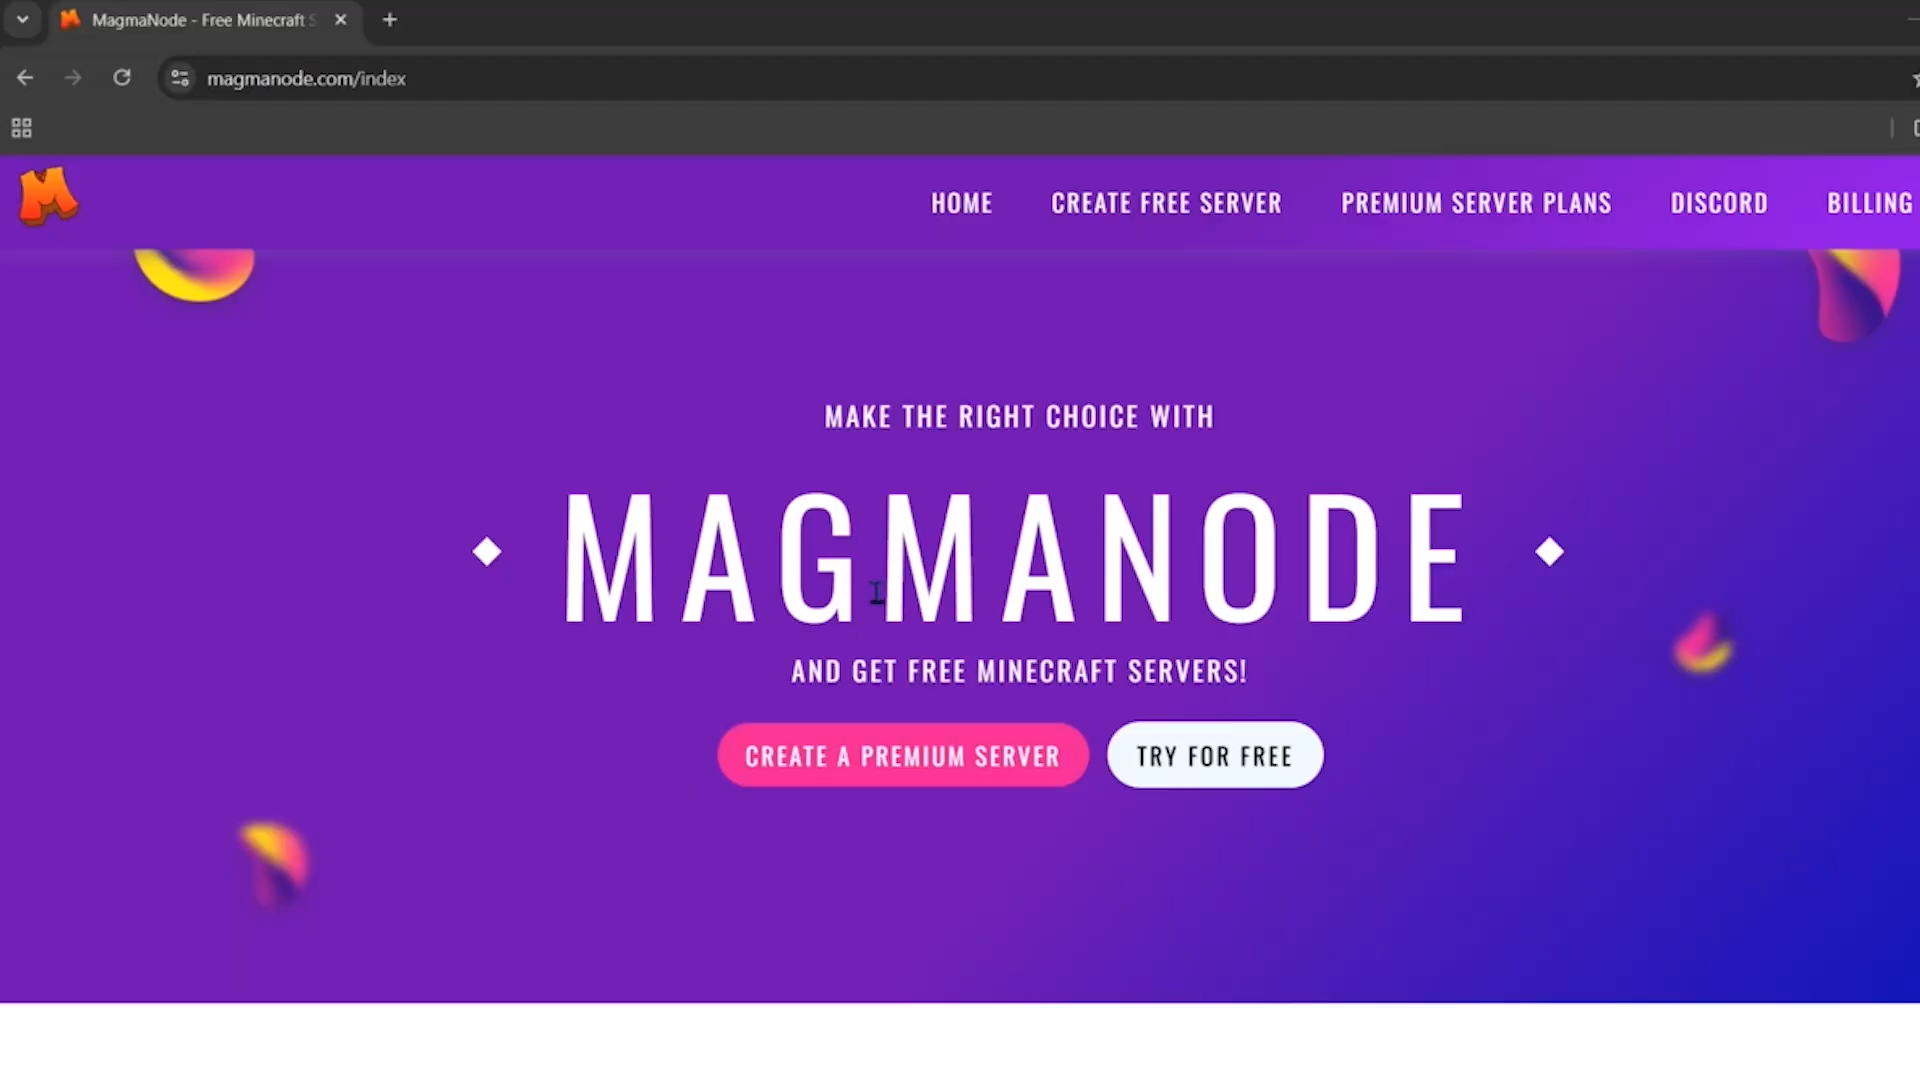 MagmaNode - Free Minecraft S
magmanode.com/index
M
HOME CREATE FREE SERVER PREMIUM SERVER PLANS DISCORD BILLING
MAKE THE RIGHT CHOICE WITH
MAGMANODE
AND GET FREE MINECRAFT SERVERS!
CREATE A PREMIUM SERVER TRY FOR FREE